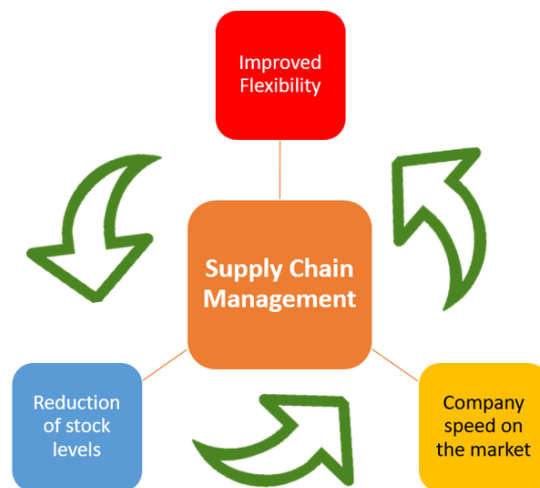 Improved
Flexibility
Supply Chain
Management
Reduction
of stock
levels
Company
speed on
the market